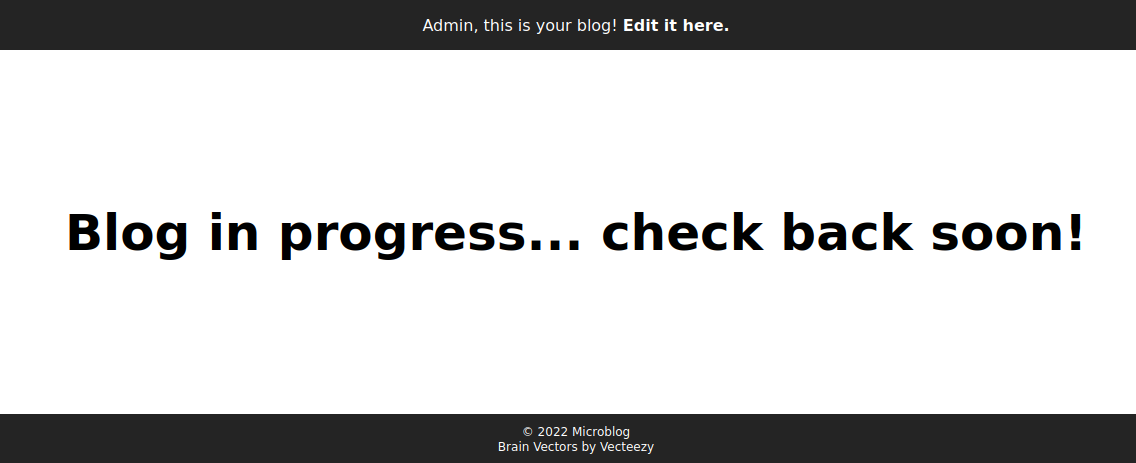 Admin, this is your blog! Edit it here.
Blog in progress... check back soon!
© 2022 Microblog
Brain Vectors by Vecteezy